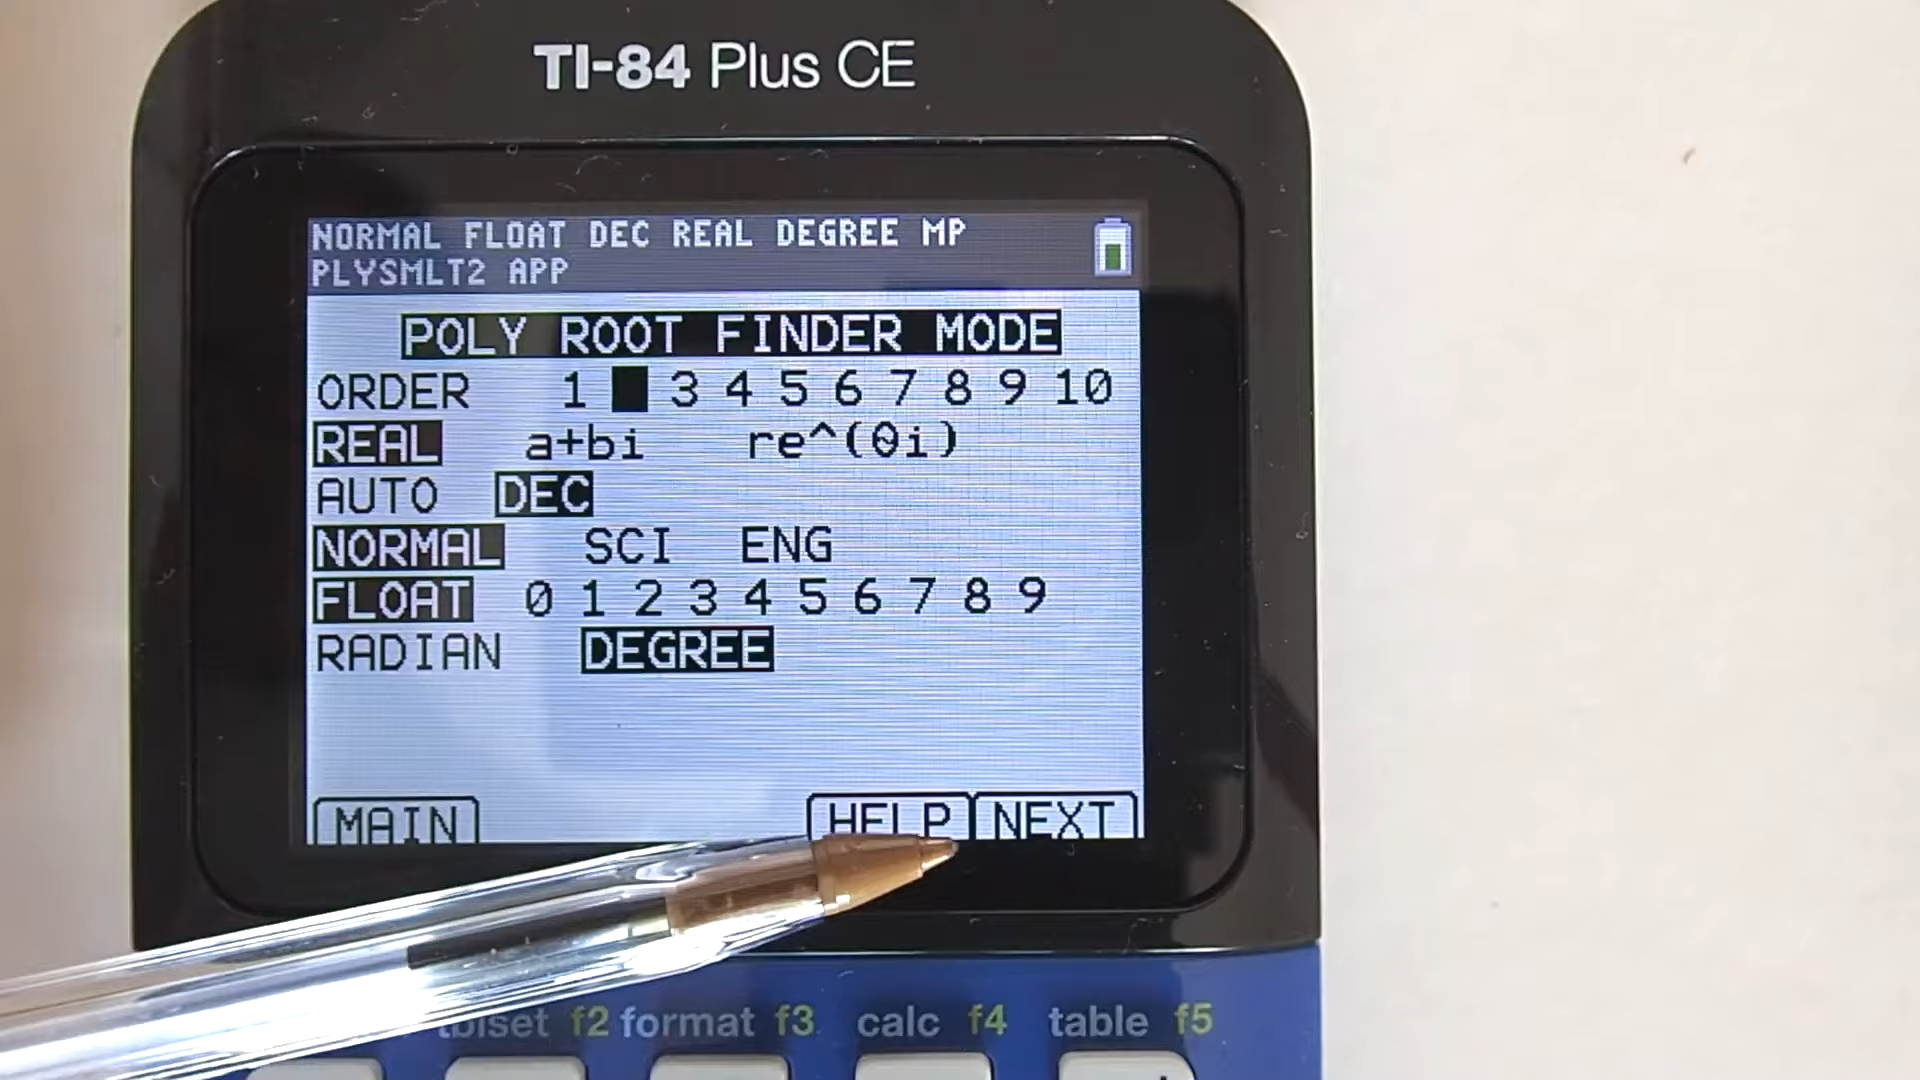 TI-84 Plus CE
NORMAL FLOAT DEC REAL DEGREE MP
PLYSMLT2 APP
POLY ROOT FINDER MODE
ORDER 1 3 4 5 6 7 8 9 10
REAL a+bi re^(θi)
AUTO DEC
NORMAL SCI ENG
FLOAT 0 1 2 3 4 5 6 7 8 9
RADIAN DEGREE
MAIN HELP NEXT
tblset f2 format f3 calc f4 table f5